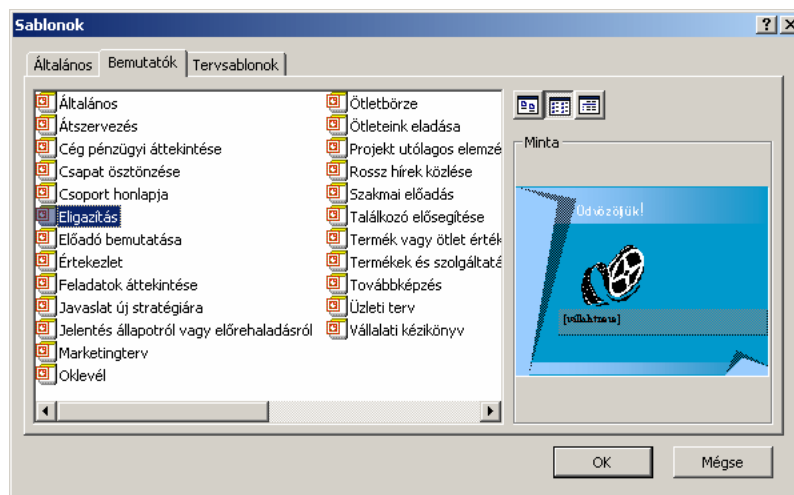 Sablonok
Általános Bemutatók Tervsablonok
Általános
Átszervezés
Cég pénzügyi áttekintése
Csapat ösztönzése
Csoport honlapja
Eligazítás
Előadó bemutatása
Értekezlet
Feladatok áttekintése
Javaslat új stratégiára
Jelentés állapotról vagy előrehaladásról
Marketingterv
Oklevél
Ötletbörze
Ötleteink eladása
Projekt utólagos elemzé
Rossz hírek közlése
Szakmai előadás
Találkozó elősegítése
Termék vagy ötlet érték
Termékek és szolgáltatá
Továbbképzés
Üzleti terv
Vállalati kézikönyv
Minta
Üdvözöljük!
OK Mégse